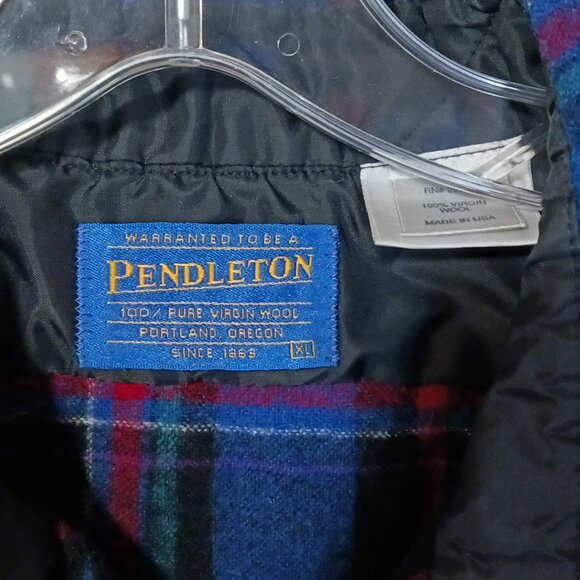 WARRANTED TO BE A
PENDLETON
100% PURE VIRGIN WOOL
PORTLAND, OREGON
SINCE 1863 XL
RN#
100% VIRGIN
WOOL
MADE IN USA